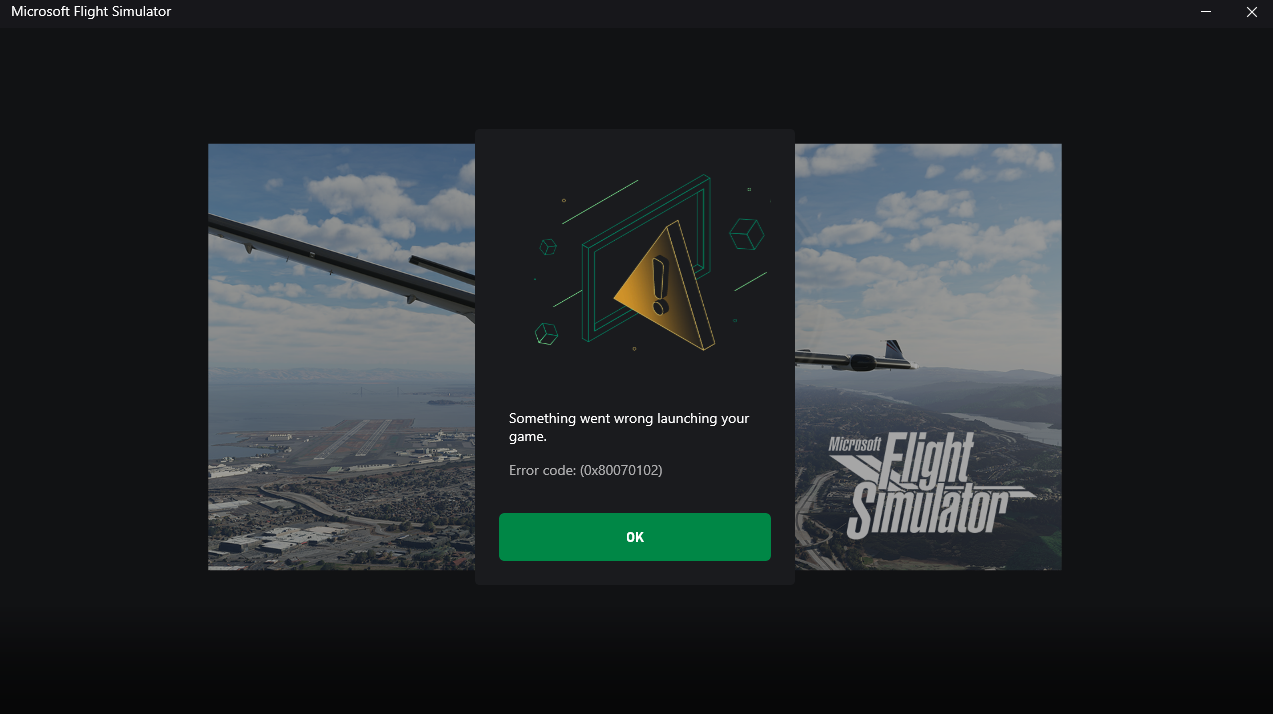 Microsoft Flight Simulator
Something went wrong launching your
game.
Error code: (0x80070102)
OK
Microsoft
Flight
Simulator